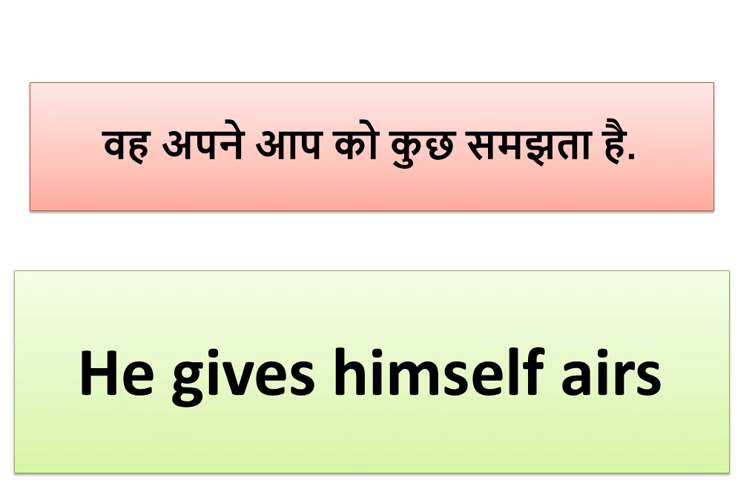 वह अपने आप को कुछ समझता है.
He gives himself airs